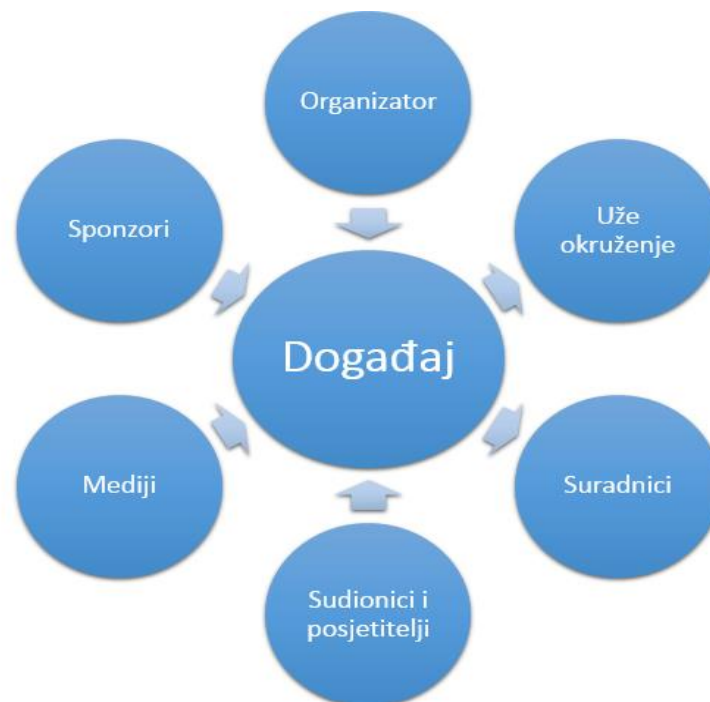 Organizator
Sponzori
Uže
okruženje
Događaj
Mediji
Suradnici
Sudionici i
posjetitelji